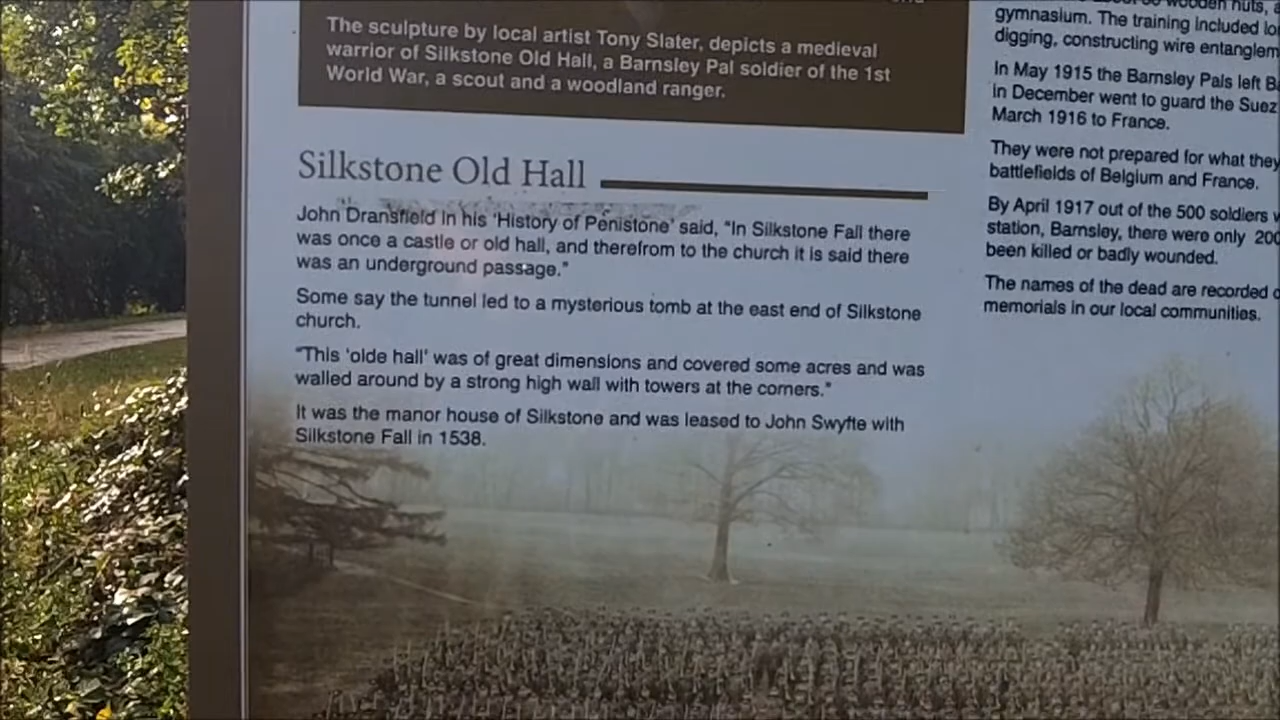 The sculpture by local artist Tony Slater, depicts a medieval
warrior of Silkstone Old Hall, a Barnsley Pal soldier of the 1st
World War, a scout and a woodland ranger.
Silkstone Old Hall
John Dransfield in his 'History of Penistone' said, "In Silkstone Fall there
was once a castle or old hall, and therefrom to the church it is said there
was an underground passage."
Some say the tunnel led to a mysterious tomb at the east end of Silkstone
church.
"This 'olde hall' was of great dimensions and covered some acres and was
walled around by a strong high wall with towers at the corners."
It was the manor house of Silkstone and was leased to John Swyfte with
Silkstone Fall in 1538.
wooden huts,
gymnasium. The training included
digging, constructing wire
In May 1915 the Barnsley Pals left
in December went to guard the Suez
March 1916 to France.
They were not prepared for what they
battlefields of Belgium and France.
By April 1917 out of the 500 soldiers
station, Barnsley, there were only 200
been killed or badly wounded.
The names of the dead are recorded
memorials in our local communities.